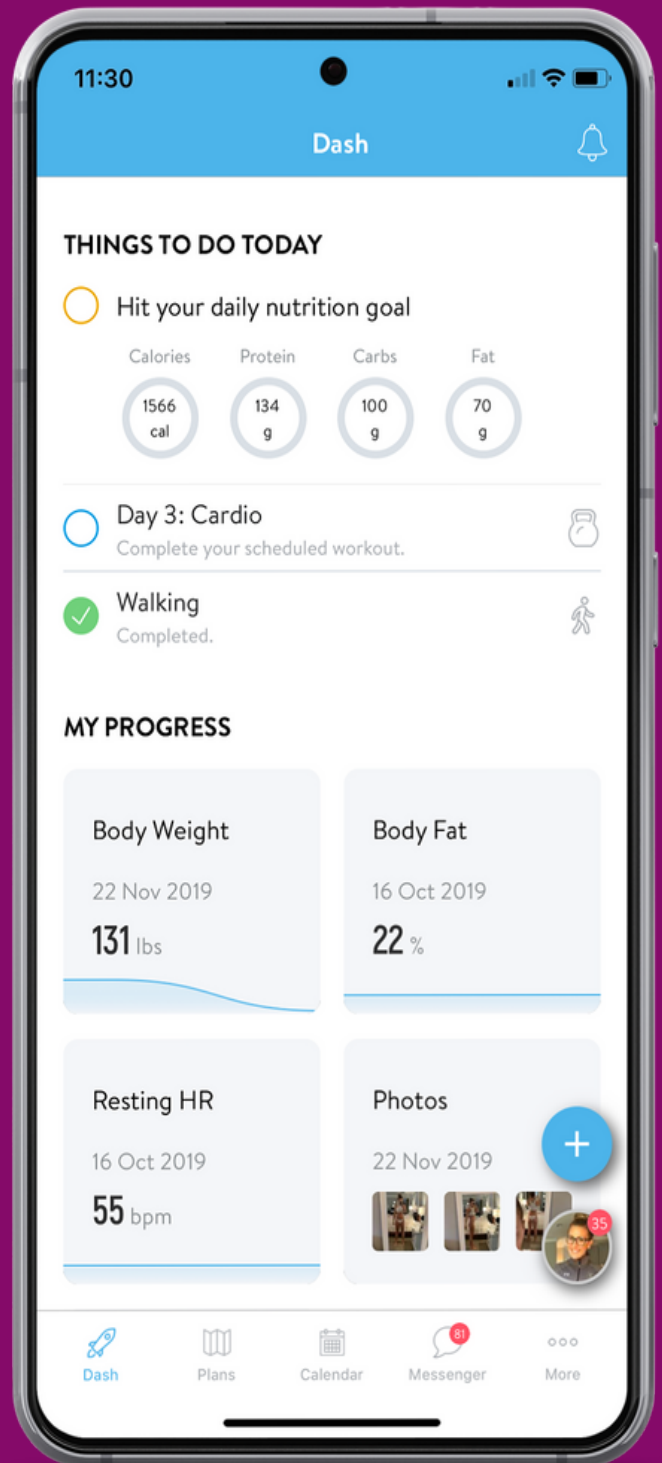 11:30
Dash
THINGS TO DO TODAY
Hit your daily nutrition goal
Calories Protein Carbs Fat
1566 134 100 70
cal g g g
Day 3: Cardio
Complete your scheduled workout.
Walking
Completed.
MY PROGRESS
Body Weight Body Fat
22 Nov 2019 16 Oct 2019
131 lbs 22 %
Resting HR Photos
16 Oct 2019 22 Nov 2019
55 bpm
35
81
Dash Plans Calendar Messenger More